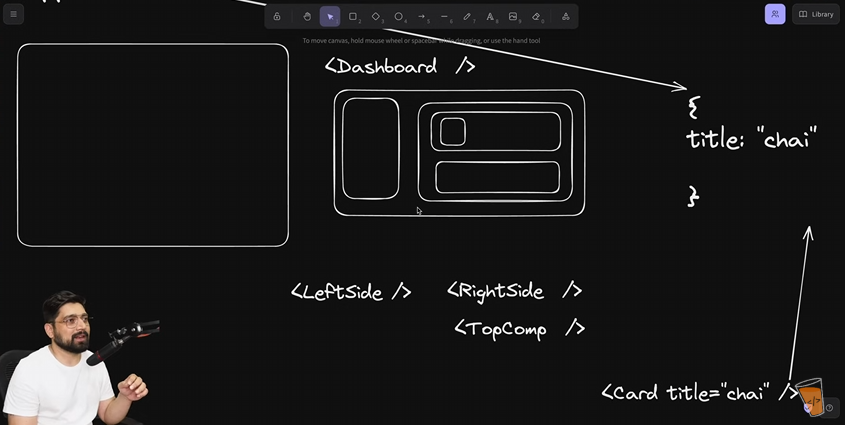 Library
To move canvas, hold mouse wheel or spacebar while dragging, or use the hand tool
<Dashboard />
{
title: "chai"
}
<LeftSide />
<RightSide />
<TopComp />
<Card title="chai" />